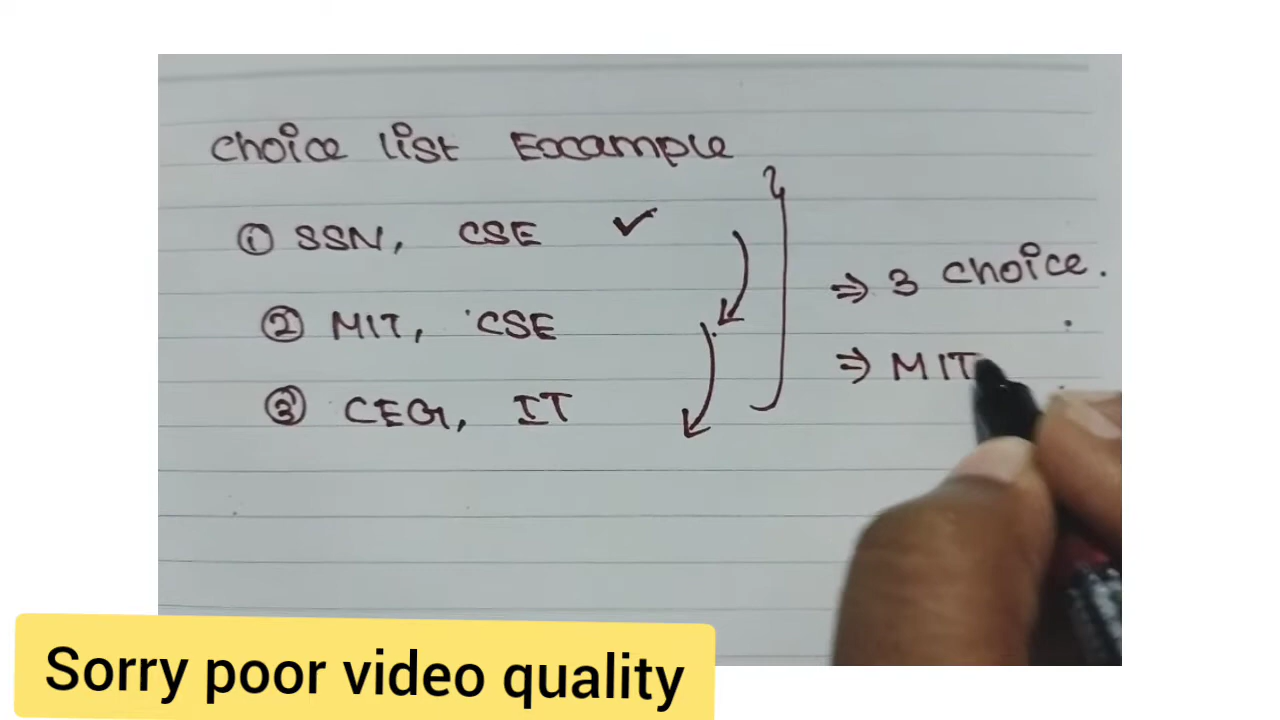 Choice list Example
① SSN, CSE ✓
② MIT, CSE
③ CEG, IT
⇒ 3 Choice.
⇒ MIT
Sorry poor video quality